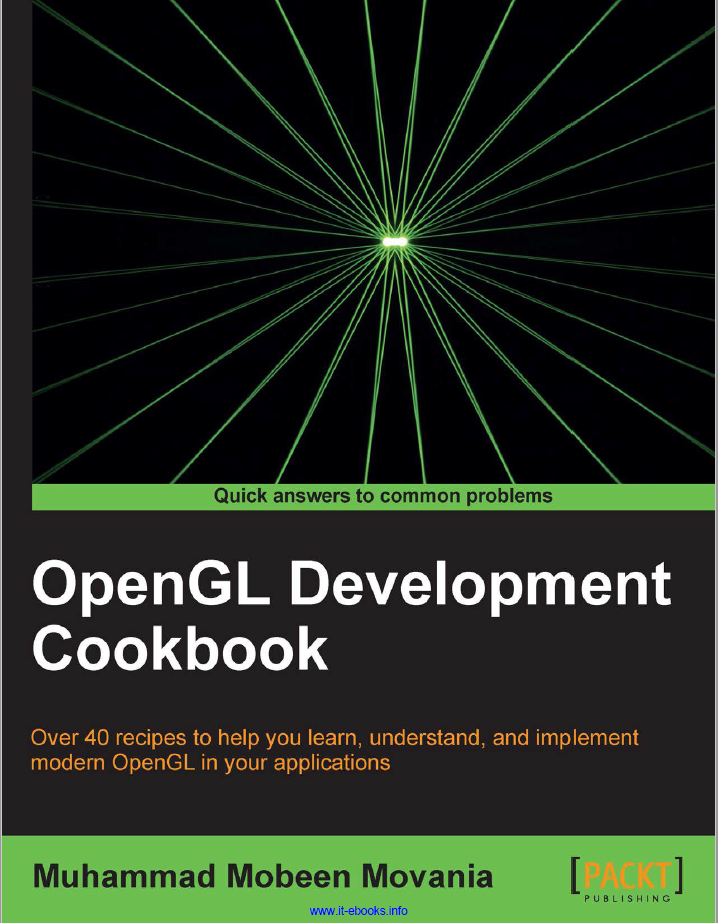 Quick answers to common problems
OpenGL Development
Cookbook
Over 40 recipes to help you learn, understand, and implement
modern OpenGL in your applications
Muhammad Mobeen Movania
[PACKT]
PUBLISHING
www.it-ebooks.info